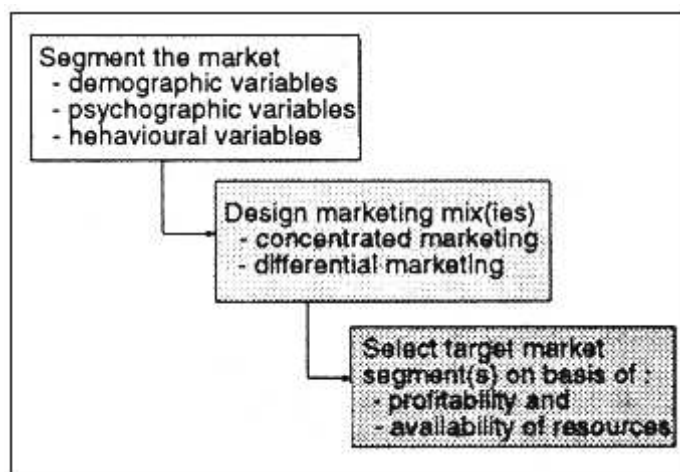 Segment the market
- demographic variables
- psychographic variables
- hehavioural variables
Design marketing mix(ies)
- concentrated marketing
- differential marketing
Select target market
segment(s) on basis of :
- profitability and
- availability of resources